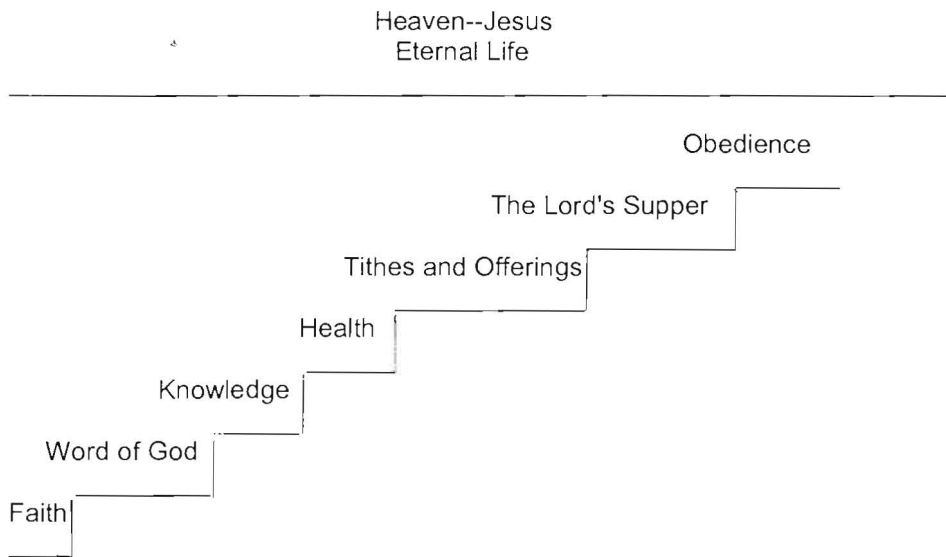 Heaven--Jesus
Eternal Life
Obedience
The Lord's Supper
Tithes and Offerings
Health
Knowledge
Word of God
Faith